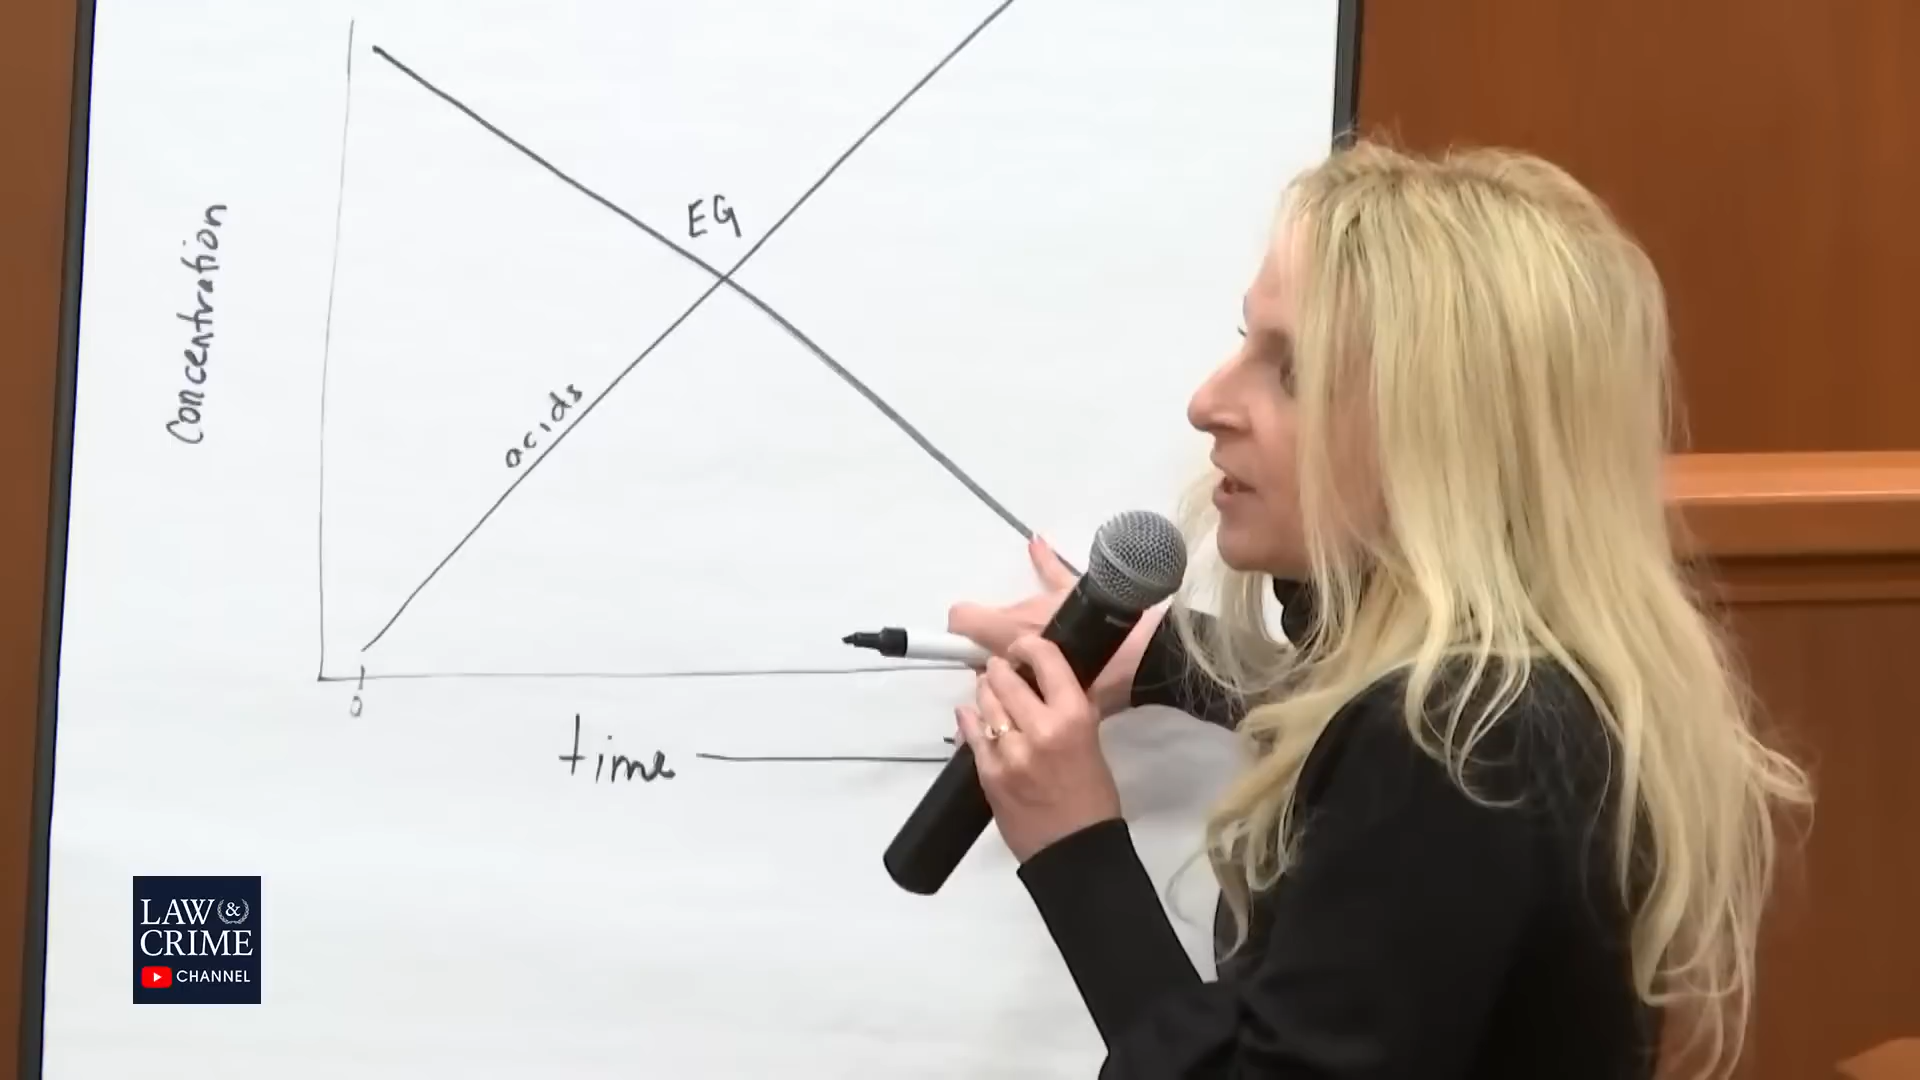 EG
Concentration
acids
0
time
LAW &
CRIME
CHANNEL